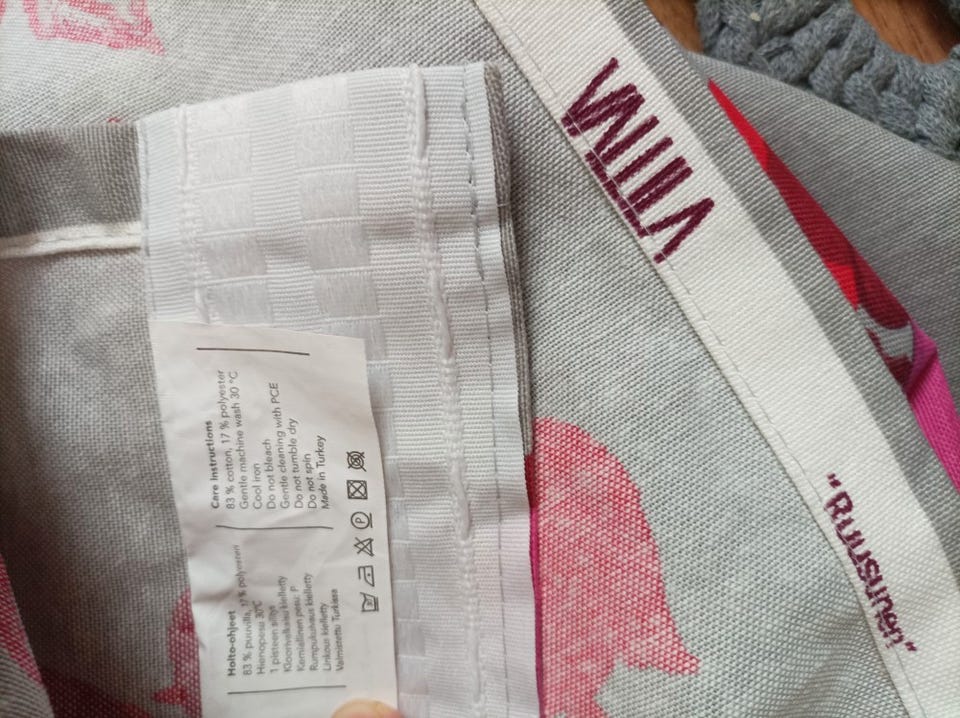 VALLILA
"Ruusunen"
Care Instructions
83 % cotton, 17 % polyester
Gentle machine wash 30 °C
Cool iron
Do not bleach
Gentle cleaning with PCE
Do not tumble dry
Do not spin
Made in Turkey
Hoito-ohjeet
83 % puuvilla, 17 % polyesteri
Hienopesu 30°C
1 pisteen silitys
Kloorivalkaisu kielletty
Kemiallinen pesu: P
Rumpukuivaus kielletty
Linkous kielletty
Valmistettu Turkissa
P